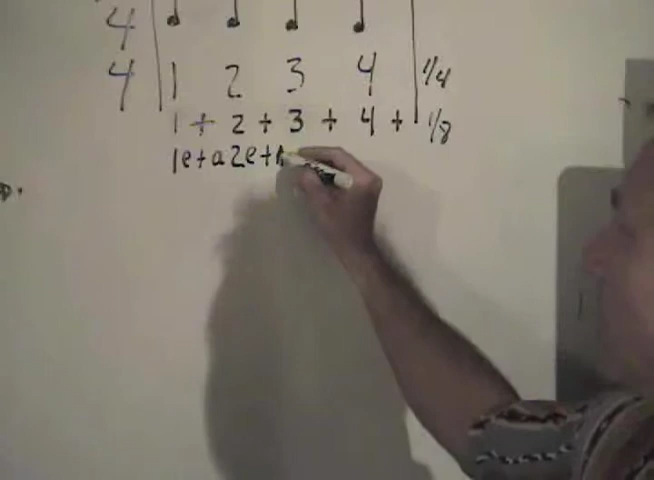 4
4 1 2 3 4 1/4
1 + 2 + 3 + 4 + 1/8
1e+a2e+